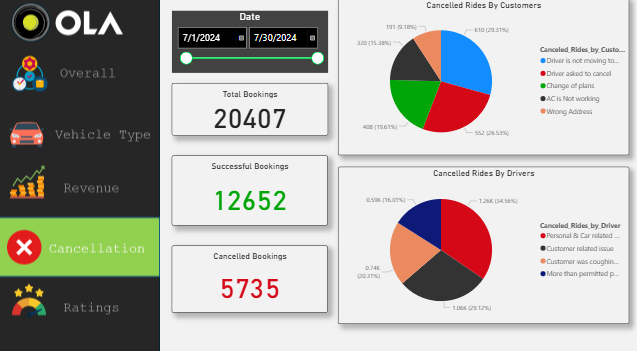 OLA
Overall
Vehicle Type
Revenue
Cancellation
Ratings
Date
7/1/2024
7/30/2024
Total Bookings
20407
Successful Bookings
12652
Cancelled Bookings
5735
Cancelled Rides By Customers
191 (9.18%)
610 (29.31%)
320 (15.38%)
408 (19.61%)
552 (26.53%)
Canceled_Rides_by_Custo...
Driver is not moving to...
Driver asked to cancel
Change of plans
AC is Not working
Wrong Address
Cancelled Rides By Drivers
0.59K (16.01%)
1.26K (34.56%)
0.74K
(20.31%)
1.06K (29.12%)
Canceled_Rides_by_Driver
Personal & Car related ...
Customer related issue
Customer was coughin...
More than permitted p...